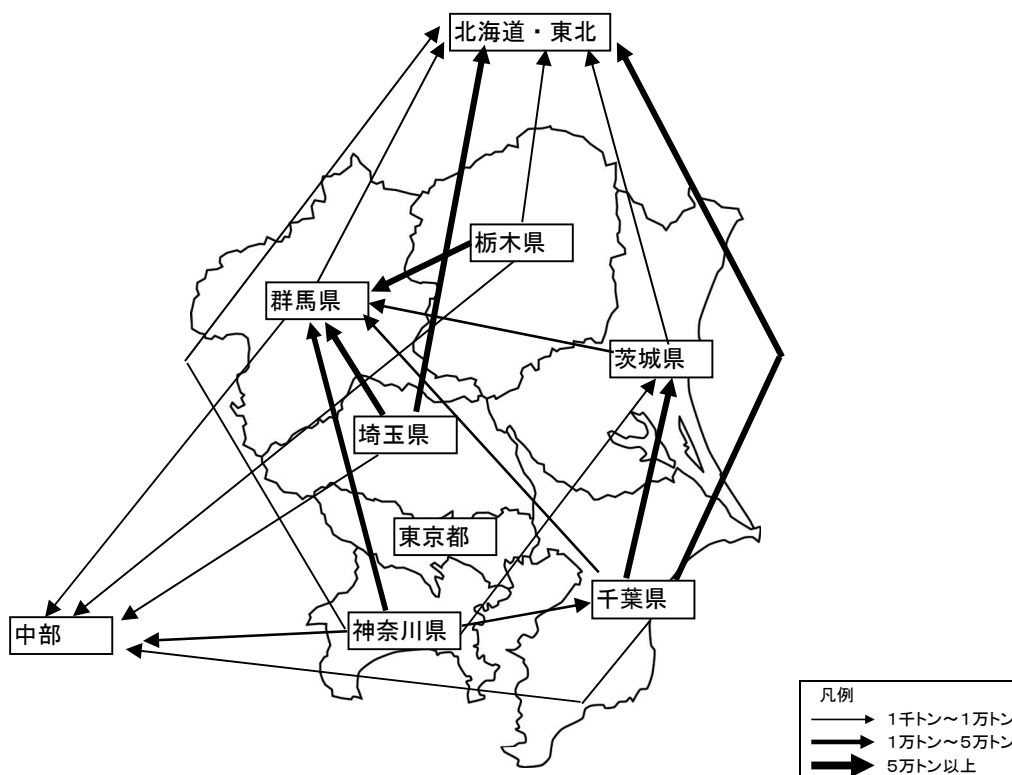 北海道・東北
栃木県
群馬県
茨城県
埼玉県
東京都
千葉県
神奈川県
中部
凡例
1千トン～1万トン
1万トン～5万トン
5万トン以上